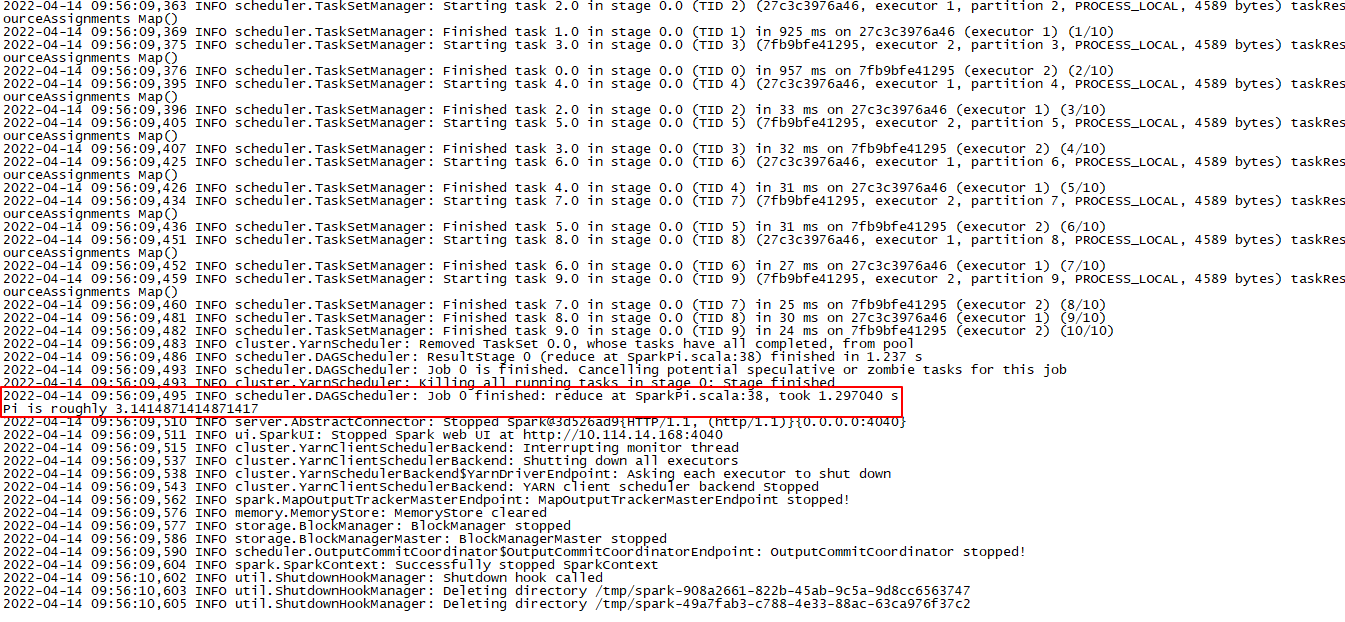 2022-04-14 09:56:09,363 INFO scheduler.TaskSetManager: Starting task 2.0 in stage 0.0 (TID 2) (27c3c3976a46, executor 1, partition 2, PROCESS_LOCAL, 4589 bytes) taskRes
ourceAssignments Map()
2022-04-14 09:56:09,369 INFO scheduler.TaskSetManager: Finished task 1.0 in stage 0.0 (TID 1) in 925 ms on 27c3c3976a46 (executor 1) (1/10)
2022-04-14 09:56:09,375 INFO scheduler.TaskSetManager: Starting task 3.0 in stage 0.0 (TID 3) (7fb9bfe41295, executor 2, partition 3, PROCESS_LOCAL, 4589 bytes) taskRes
ourceAssignments Map()
2022-04-14 09:56:09,376 INFO scheduler.TaskSetManager: Finished task 0.0 in stage 0.0 (TID 0) in 957 ms on 7fb9bfe41295 (executor 2) (2/10)
2022-04-14 09:56:09,395 INFO scheduler.TaskSetManager: Starting task 4.0 in stage 0.0 (TID 4) (27c3c3976a46, executor 1, partition 4, PROCESS_LOCAL, 4589 bytes) taskRes
ourceAssignments Map()
2022-04-14 09:56:09,396 INFO scheduler.TaskSetManager: Finished task 2.0 in stage 0.0 (TID 2) in 33 ms on 27c3c3976a46 (executor 1) (3/10)
2022-04-14 09:56:09,405 INFO scheduler.TaskSetManager: Starting task 5.0 in stage 0.0 (TID 5) (7fb9bfe41295, executor 2, partition 5, PROCESS_LOCAL, 4589 bytes) taskRes
ourceAssignments Map()
2022-04-14 09:56:09,407 INFO scheduler.TaskSetManager: Finished task 3.0 in stage 0.0 (TID 3) in 32 ms on 7fb9bfe41295 (executor 2) (4/10)
2022-04-14 09:56:09,425 INFO scheduler.TaskSetManager: Starting task 6.0 in stage 0.0 (TID 6) (27c3c3976a46, executor 1, partition 6, PROCESS_LOCAL, 4589 bytes) taskRes
ourceAssignments Map()
2022-04-14 09:56:09,426 INFO scheduler.TaskSetManager: Finished task 4.0 in stage 0.0 (TID 4) in 31 ms on 27c3c3976a46 (executor 1) (5/10)
2022-04-14 09:56:09,434 INFO scheduler.TaskSetManager: Starting task 7.0 in stage 0.0 (TID 7) (7fb9bfe41295, executor 2, partition 7, PROCESS_LOCAL, 4589 bytes) taskRes
ourceAssignments Map()
2022-04-14 09:56:09,436 INFO scheduler.TaskSetManager: Finished task 5.0 in stage 0.0 (TID 5) in 31 ms on 7fb9bfe41295 (executor 2) (6/10)
2022-04-14 09:56:09,451 INFO scheduler.TaskSetManager: Starting task 8.0 in stage 0.0 (TID 8) (27c3c3976a46, executor 1, partition 8, PROCESS_LOCAL, 4589 bytes) taskRes
ourceAssignments Map()
2022-04-14 09:56:09,452 INFO scheduler.TaskSetManager: Finished task 6.0 in stage 0.0 (TID 6) in 27 ms on 27c3c3976a46 (executor 1) (7/10)
2022-04-14 09:56:09,459 INFO scheduler.TaskSetManager: Starting task 9.0 in stage 0.0 (TID 9) (7fb9bfe41295, executor 2, partition 9, PROCESS_LOCAL, 4589 bytes) taskRes
ourceAssignments Map()
2022-04-14 09:56:09,460 INFO scheduler.TaskSetManager: Finished task 7.0 in stage 0.0 (TID 7) in 25 ms on 7fb9bfe41295 (executor 2) (8/10)
2022-04-14 09:56:09,481 INFO scheduler.TaskSetManager: Finished task 8.0 in stage 0.0 (TID 8) in 30 ms on 27c3c3976a46 (executor 1) (9/10)
2022-04-14 09:56:09,482 INFO scheduler.TaskSetManager: Finished task 9.0 in stage 0.0 (TID 9) in 24 ms on 7fb9bfe41295 (executor 2) (10/10)
2022-04-14 09:56:09,483 INFO cluster.YarnScheduler: Removed TaskSet 0.0, whose tasks have all completed, from pool
2022-04-14 09:56:09,486 INFO scheduler.DAGScheduler: ResultStage 0 (reduce at SparkPi.scala:38) finished in 1.237 s
2022-04-14 09:56:09,493 INFO scheduler.DAGScheduler: Job 0 is finished. Cancelling potential speculative or zombie tasks for this job
2022-04-14 09:56:09,493 INFO cluster.YarnScheduler: Killing all running tasks in stage 0: Stage finished
2022-04-14 09:56:09,495 INFO scheduler.DAGScheduler: Job 0 finished: reduce at SparkPi.scala:38, took 1.297040 s
Pi is roughly 3.1414871414871417
2022-04-14 09:56:09,510 INFO server.AbstractConnector: Stopped Spark@3d526ad9{HTTP/1.1, (http/1.1)}{0.0.0.0:4040}
2022-04-14 09:56:09,511 INFO ui.SparkUI: Stopped Spark web UI at http://10.114.14.168:4040
2022-04-14 09:56:09,515 INFO cluster.YarnClientSchedulerBackend: Interrupting monitor thread
2022-04-14 09:56:09,537 INFO cluster.YarnClientSchedulerBackend: Shutting down all executors
2022-04-14 09:56:09,538 INFO cluster.YarnSchedulerBackend$YarnDriverEndpoint: Asking each executor to shut down
2022-04-14 09:56:09,543 INFO cluster.YarnClientSchedulerBackend: YARN client scheduler backend Stopped
2022-04-14 09:56:09,562 INFO spark.MapOutputTrackerMasterEndpoint: MapOutputTrackerMasterEndpoint stopped!
2022-04-14 09:56:09,576 INFO memory.MemoryStore: MemoryStore cleared
2022-04-14 09:56:09,577 INFO storage.BlockManager: BlockManager stopped
2022-04-14 09:56:09,586 INFO storage.BlockManagerMaster: BlockManagerMaster stopped
2022-04-14 09:56:09,590 INFO scheduler.OutputCommitCoordinator$OutputCommitCoordinatorEndpoint: OutputCommitCoordinator stopped!
2022-04-14 09:56:09,604 INFO spark.SparkContext: Successfully stopped SparkContext
2022-04-14 09:56:10,602 INFO util.ShutdownHookManager: Shutdown hook called
2022-04-14 09:56:10,603 INFO util.ShutdownHookManager: Deleting directory /tmp/spark-908a2661-822b-45ab-9c5a-9d8cc6563747
2022-04-14 09:56:10,605 INFO util.ShutdownHookManager: Deleting directory /tmp/spark-49a7fab3-c788-4e33-88ac-63ca976f37c2